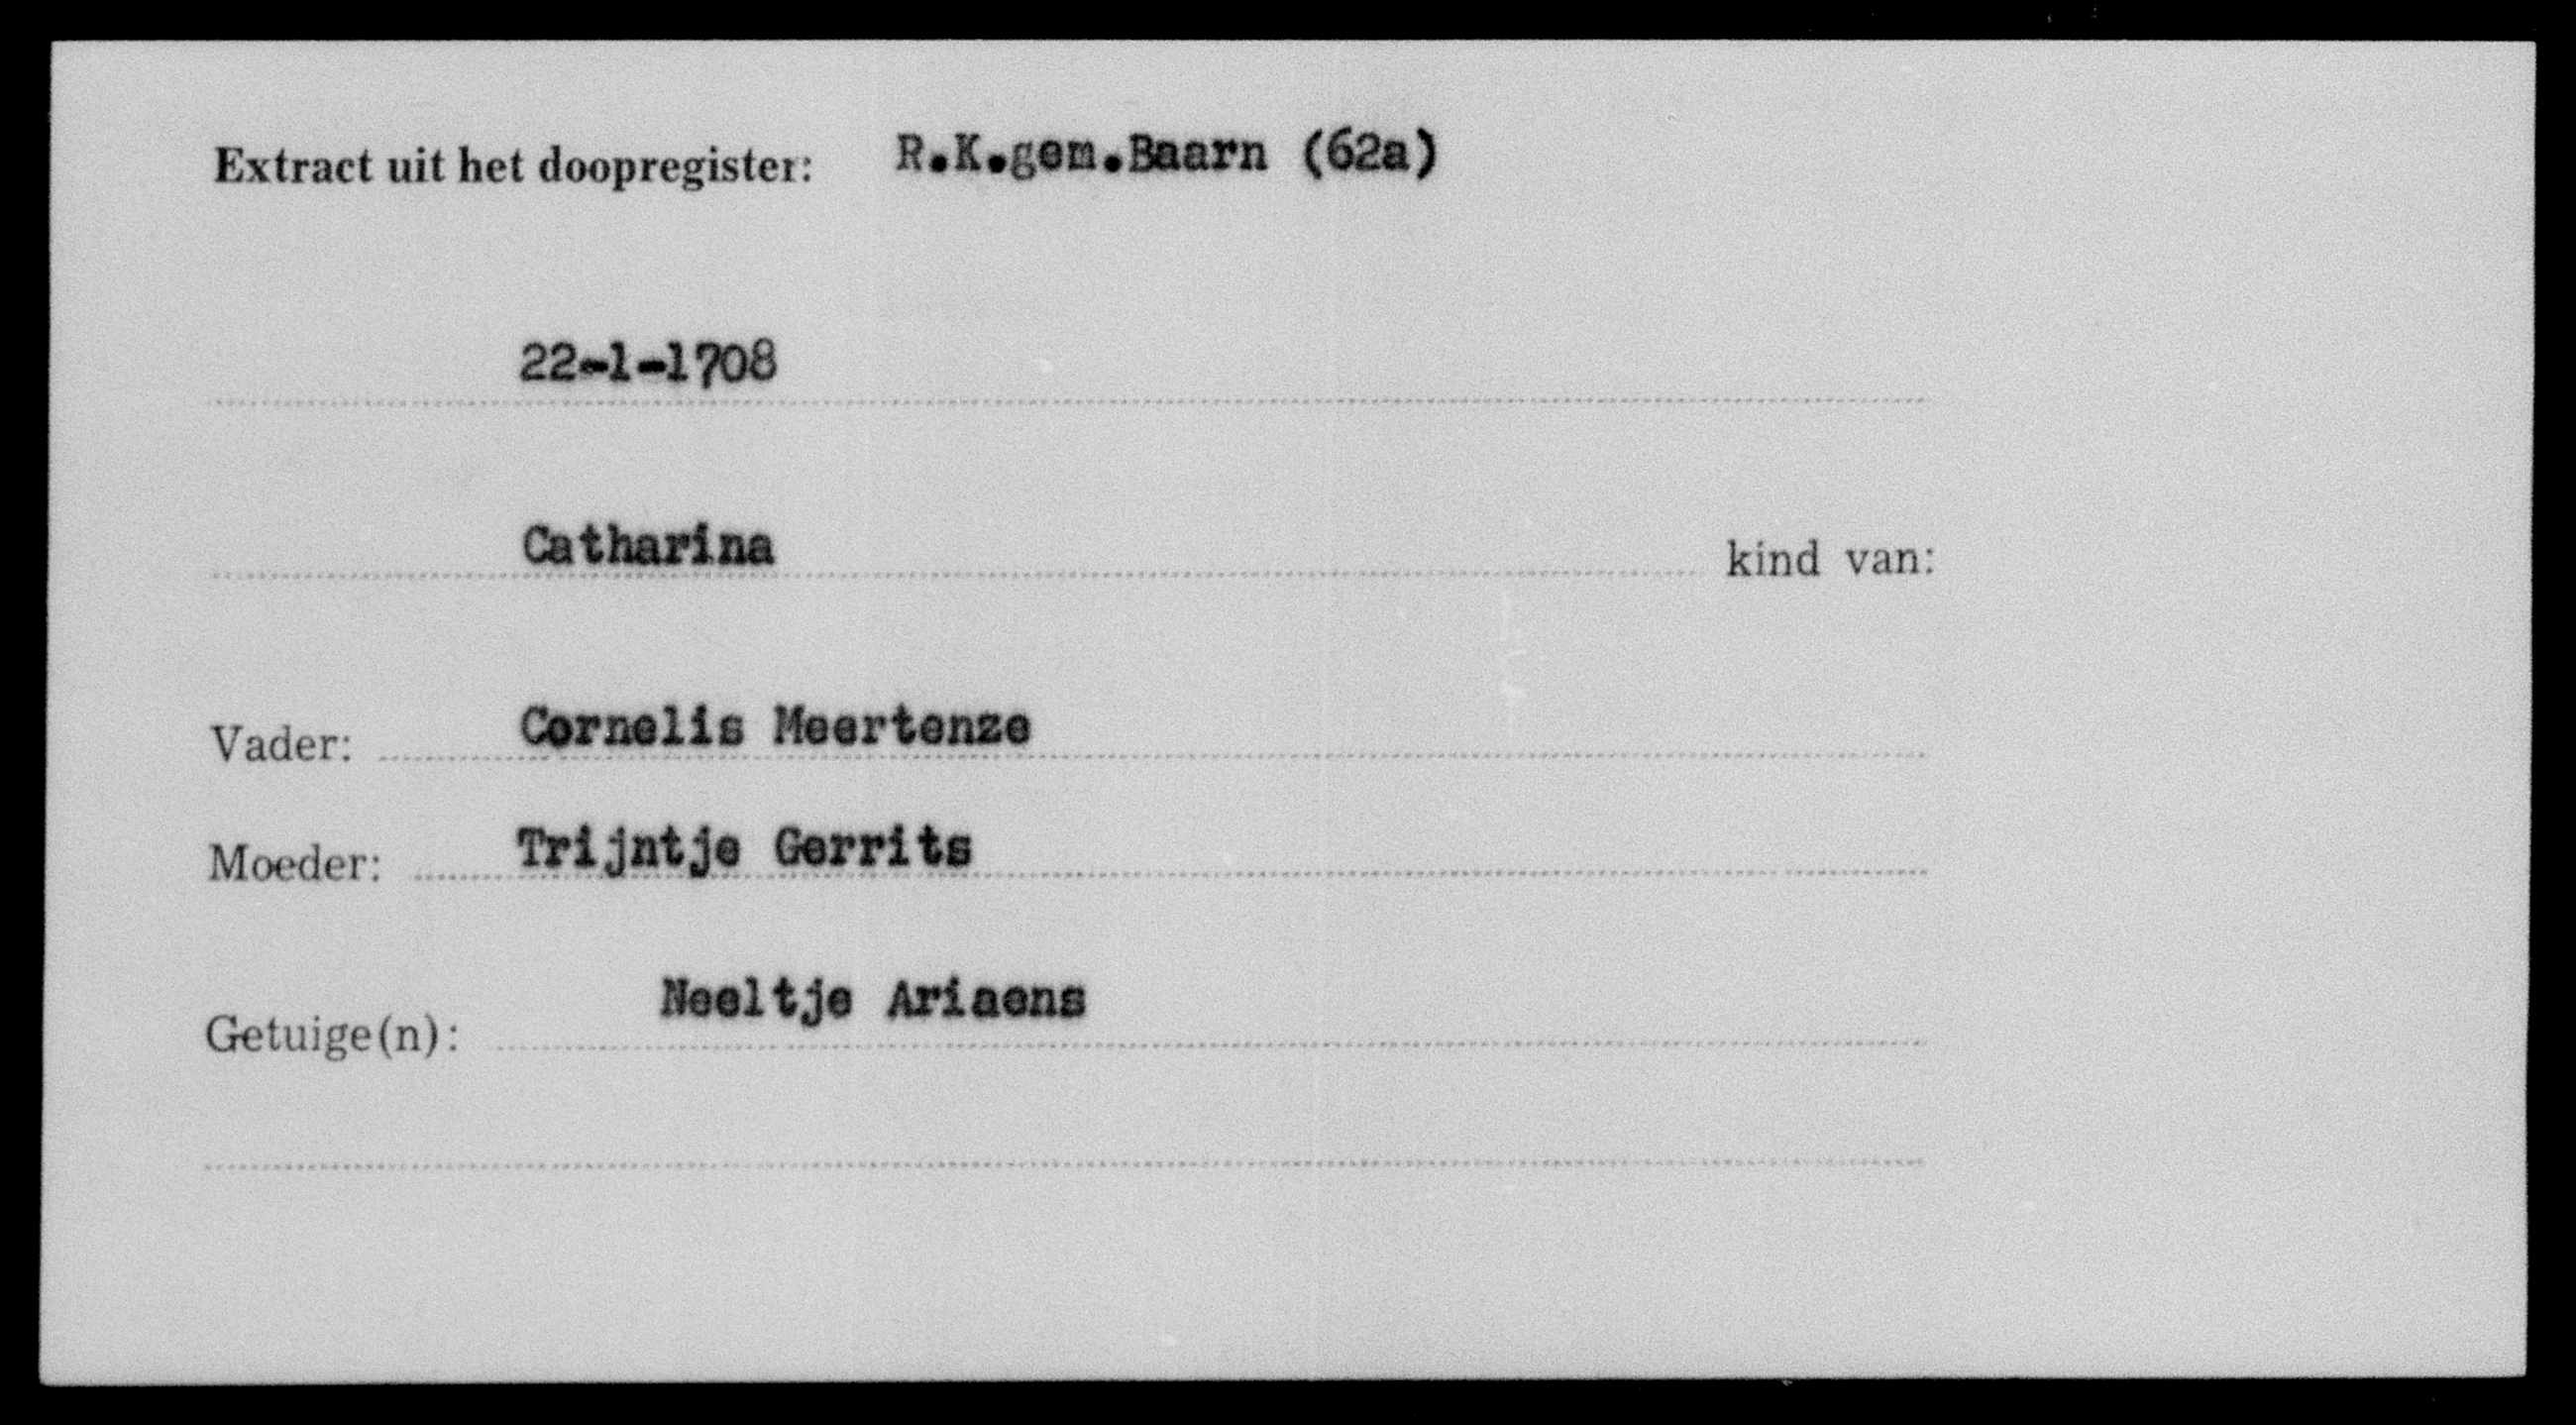 Extract uit het doopregister: R.K.gem.Baarn (62a)
22-1-1708
Catharina kind van:
Vader: Cornelis Meertenze
Moeder: Trijntje Gerrits
Getuige(n): Neeltje Ariaens